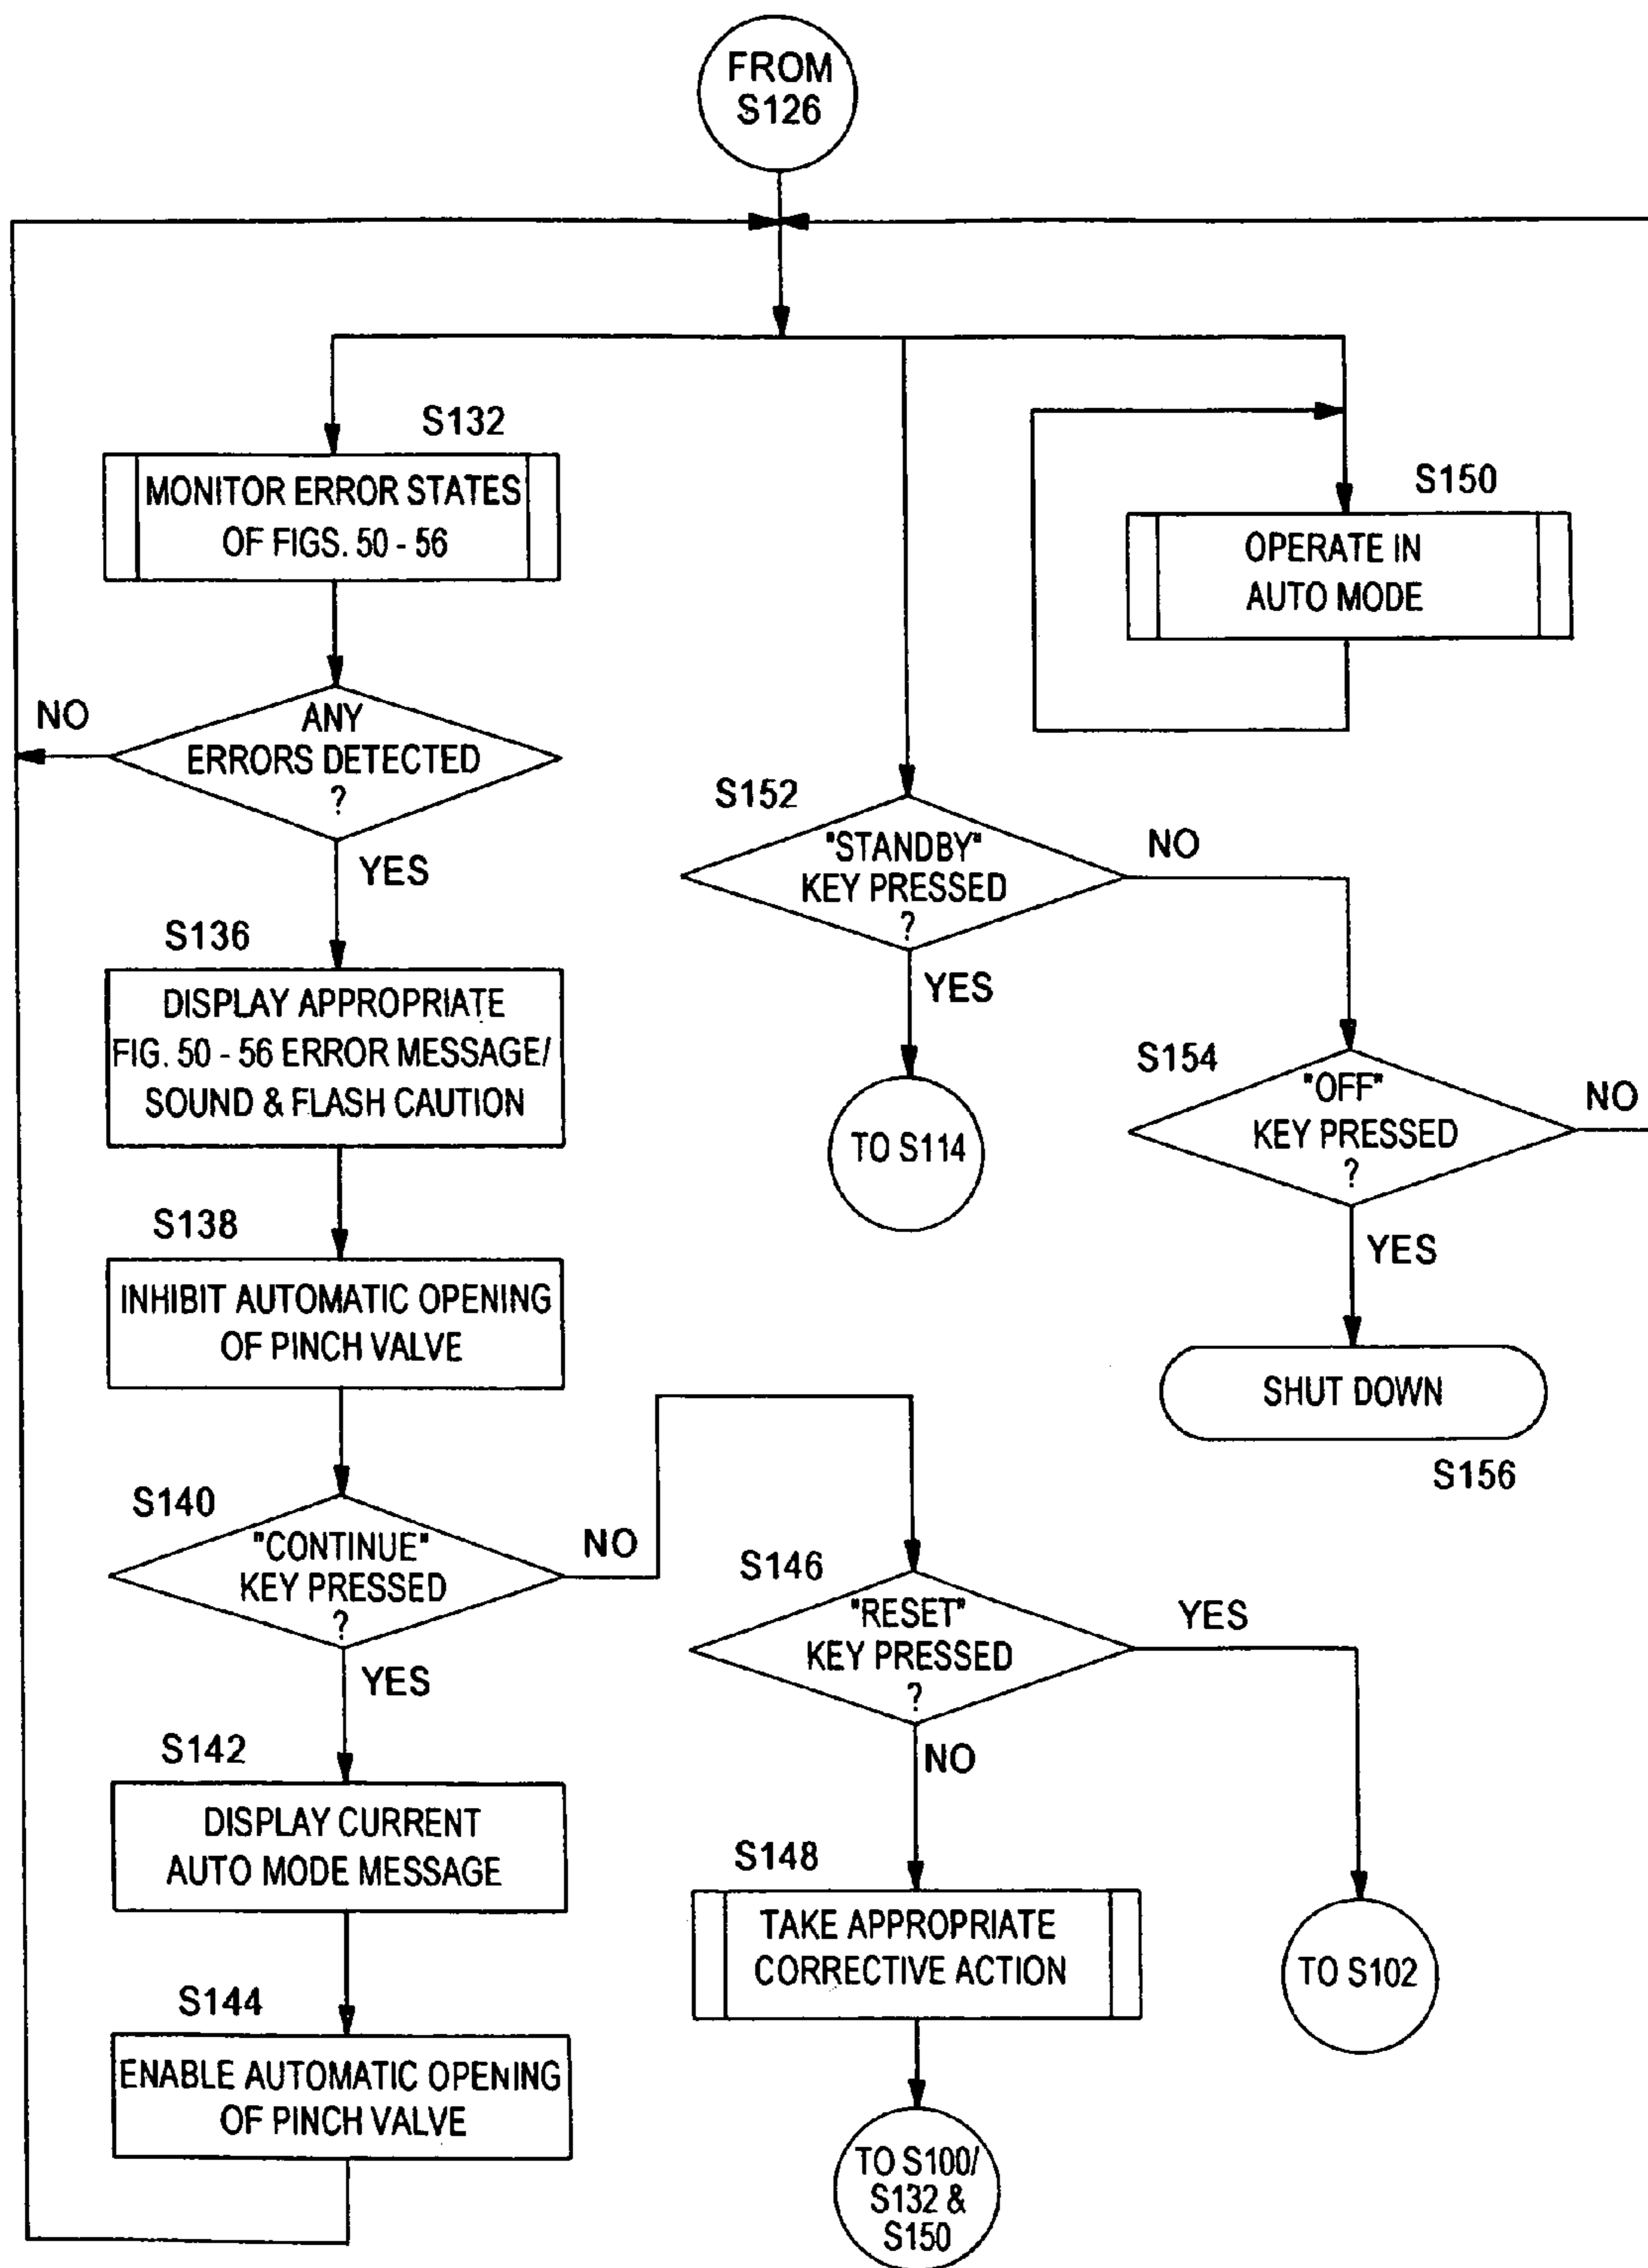 FROM
S126
S132
MONITOR ERROR STATES
OF FIGS. 50 - 56
S150
OPERATE IN
AUTO MODE
NO
ANY
ERRORS DETECTED
?
YES
S152
"STANDBY"
KEY PRESSED
?
NO
YES
TO S114
S136
DISPLAY APPROPRIATE
FIG. 50 - 56 ERROR MESSAGE/
SOUND & FLASH CAUTION
S154
"OFF"
KEY PRESSED
?
NO
YES
SHUT DOWN
S156
S138
INHIBIT AUTOMATIC OPENING
OF PINCH VALVE
S140
"CONTINUE"
KEY PRESSED
?
NO
YES
S146
"RESET"
KEY PRESSED
?
YES
NO
S142
DISPLAY CURRENT
AUTO MODE MESSAGE
S148
TAKE APPROPRIATE
CORRECTIVE ACTION
TO S102
S144
ENABLE AUTOMATIC OPENING
OF PINCH VALVE
TO S100/
S132 &
S150